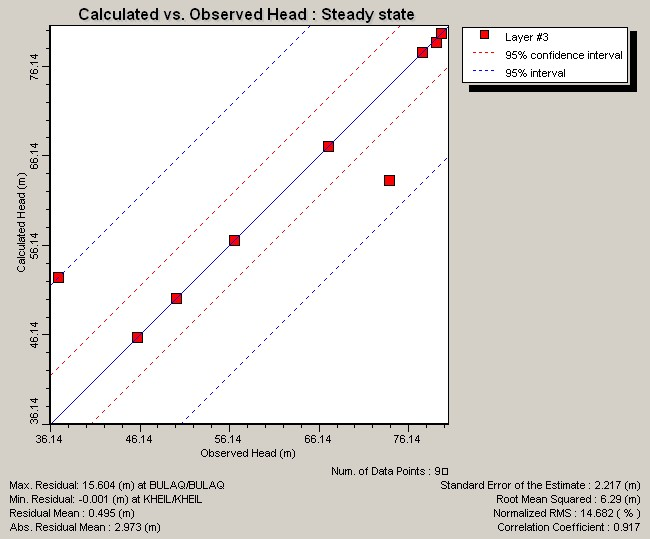 Calculated vs. Observed Head : Steady state
Layer #3
95% confidence interval
95% interval
Calculated Head (m)
76.14
66.14
56.14
46.14
36.14
36.14 46.14 56.14 66.14 76.14
Observed Head (m)
Num. of Data Points : 9
Max. Residual: 15.604 (m) at BULAQ/BULAQ
Min. Residual: -0.001 (m) at KHEIL/KHEIL
Residual Mean : 0.495 (m)
Abs. Residual Mean : 2.973 (m)
Standard Error of the Estimate : 2.217 (m)
Root Mean Squared : 6.29 (m)
Normalized RMS : 14.682 ( % )
Correlation Coefficient : 0.917